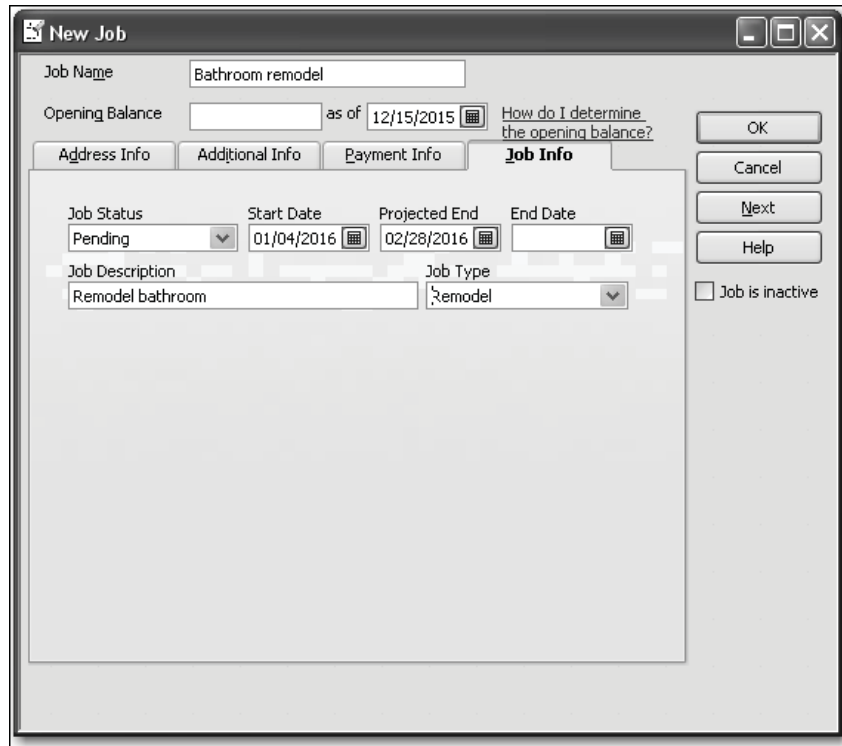 New Job
Job Name Bathroom remodel
Opening Balance as of 12/15/2015 How do I determine
the opening balance?
OK
Address Info Additional Info Payment Info Job Info
Cancel
Job Status Start Date Projected End End Date
Next
Pending 01/04/2016 02/28/2016
Help
Job Description Job Type
Remodel bathroom Remodel
Job is inactive